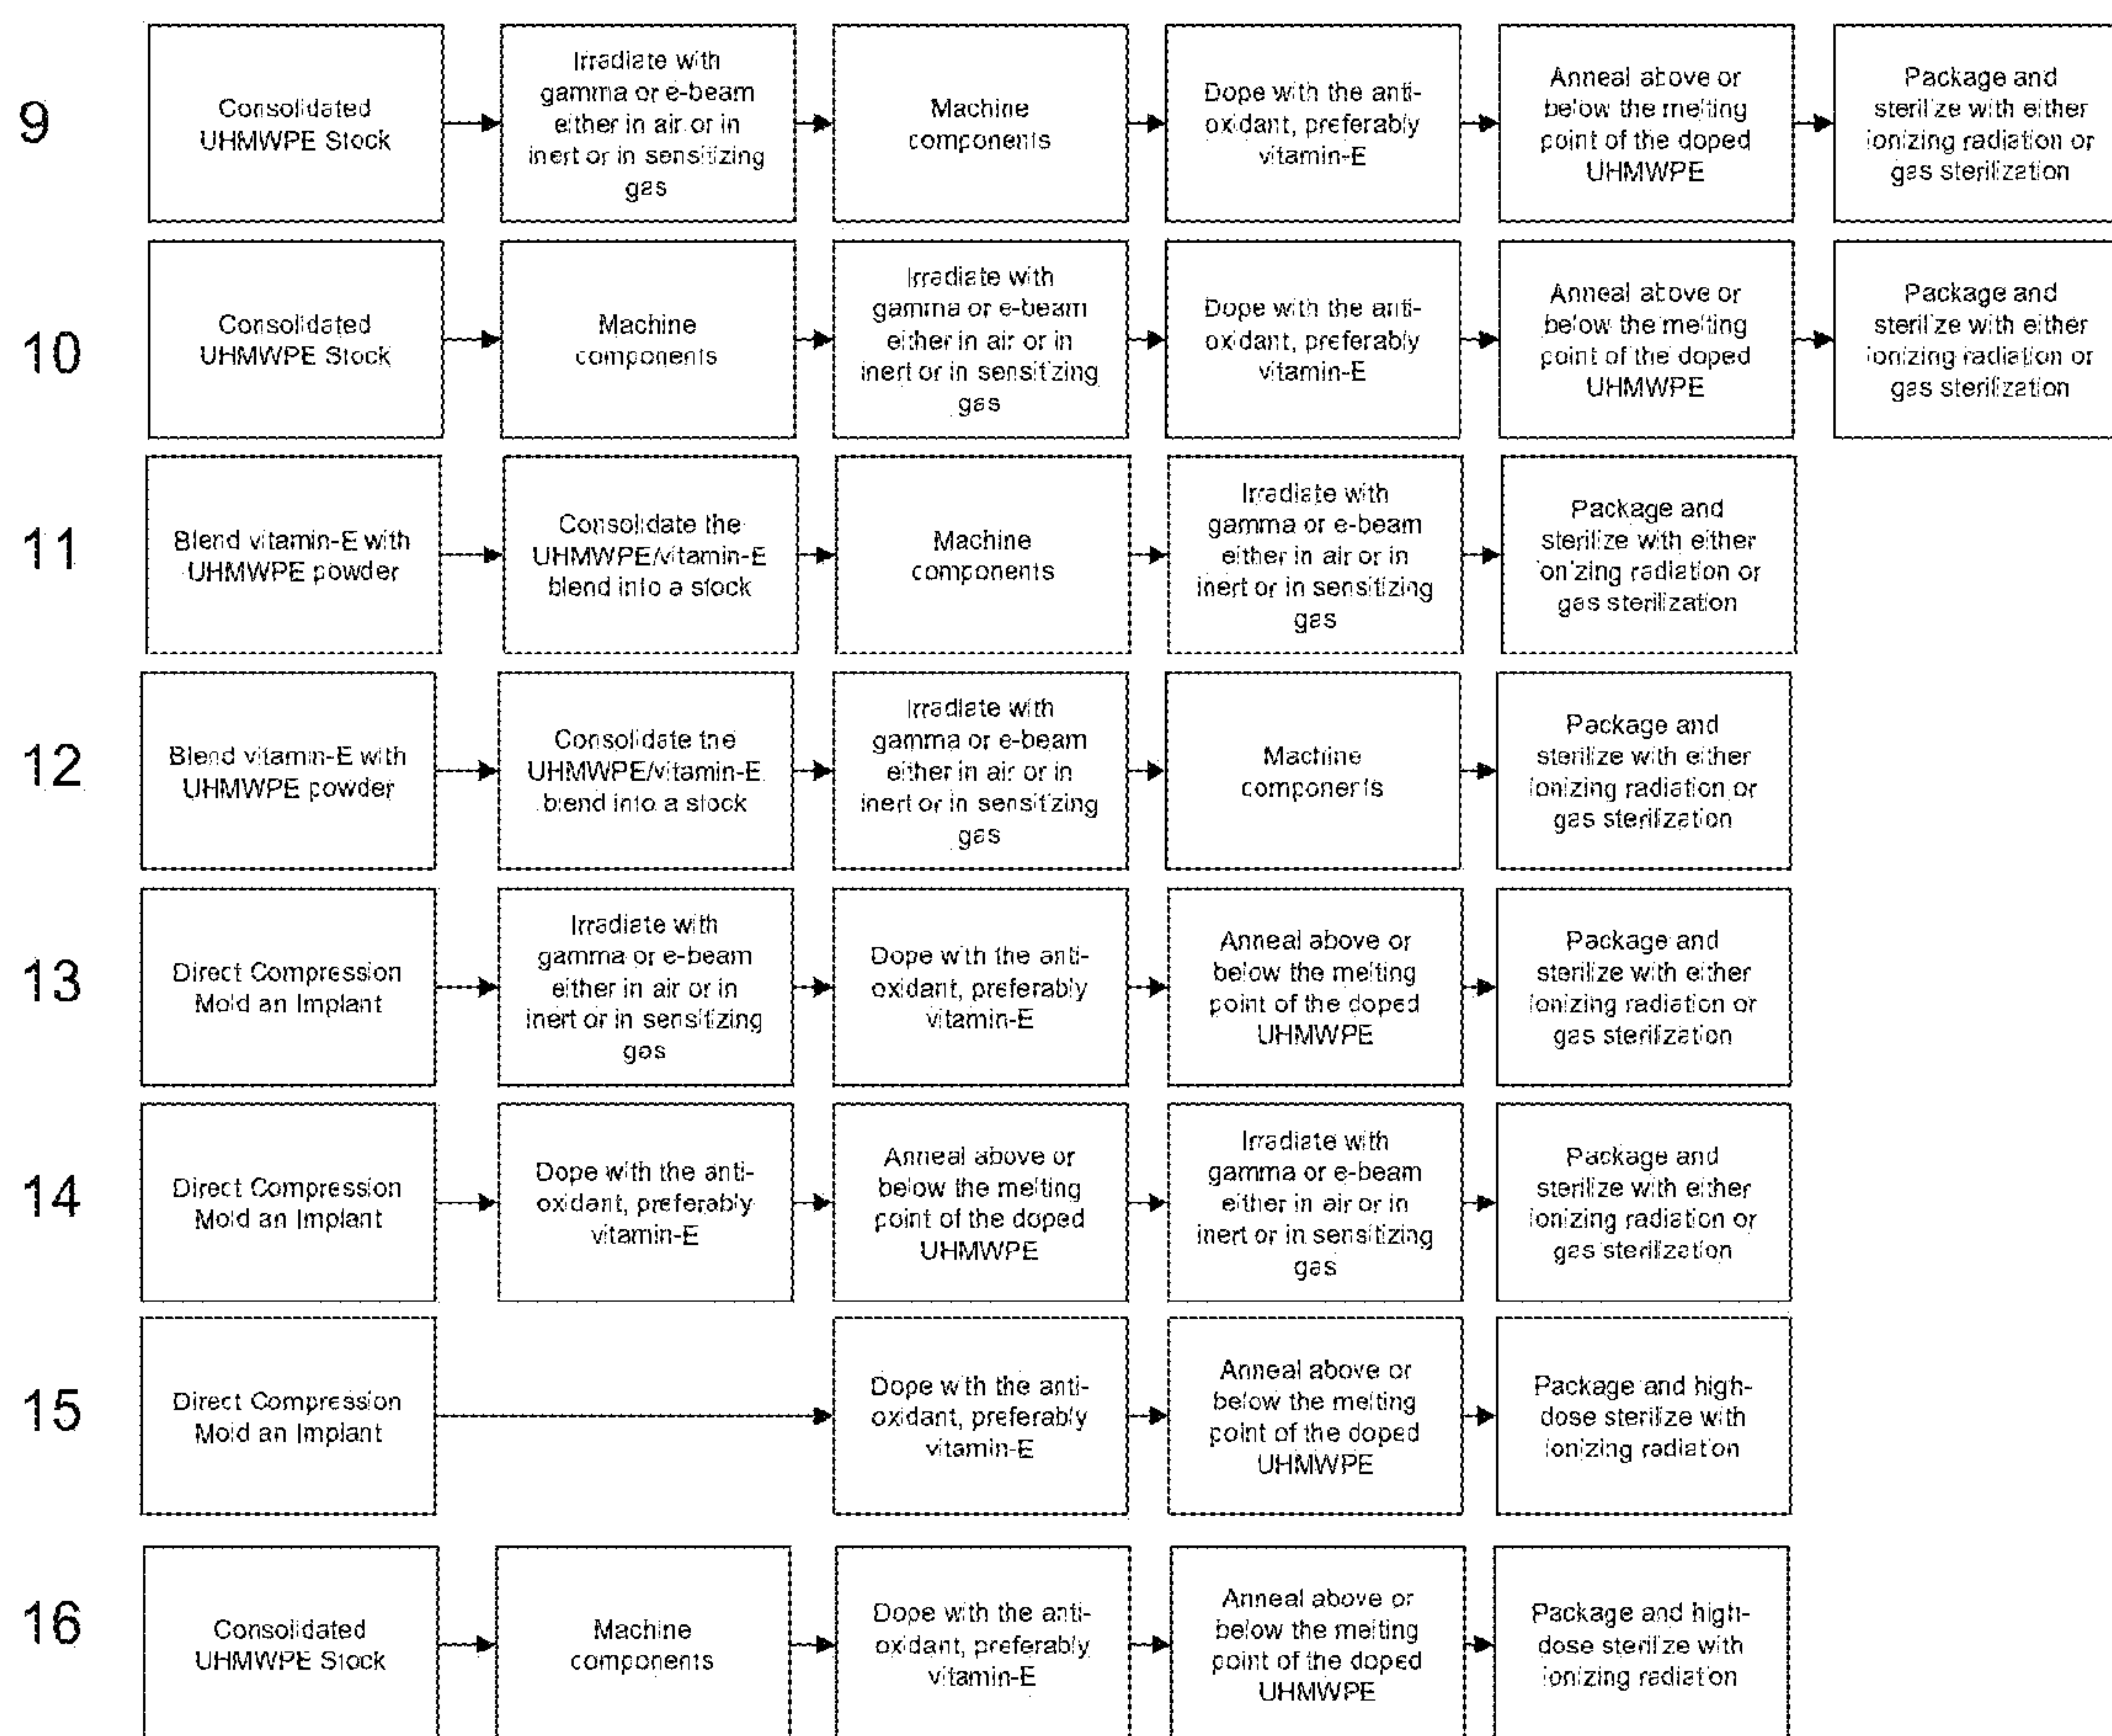 9
Consolidated
UHMWPE Stock
Irradiate with
gamma or e-beam
either in air or in
inert or in sensitizing
gas
Machine
components
Dope with the anti-
oxidant, preferably
vitamin-E
Anneal above or
below the melting
point of the doped
UHMWPE
Package and
sterilize with either
ionizing radiation or
gas sterilization
10
Consolidated
UHMWPE Stock
Machine
components
Irradiate with
gamma or e-beam
either in air or in
inert or in sensitizing
gas
Dope with the anti-
oxidant, preferably
vitamin-E
Anneal above or
below the melting
point of the doped
UHMWPE
Package and
sterilize with either
ionizing radiation or
gas sterilization
11
Blend vitamin-E with
UHMWPE powder
Consolidate the
UHMWPE/vitamin-E
blend into a stock
Machine
components
Irradiate with
gamma or e-beam
either in air or in
inert or in sensitizing
gas
Package and
sterilize with either
ionizing radiation or
gas sterilization
12
Blend vitamin-E with
UHMWPE powder
Consolidate the
UHMWPE/vitamin-E
blend into a stock
Irradiate with
gamma or e-beam
either in air or in
inert or in sensitizing
gas
Machine
components
Package and
sterilize with either
ionizing radiation or
gas sterilization
13
Direct Compression
Mold an Implant
Irradiate with
gamma or e-beam
either in air or in
inert or in sensitizing
gas
Dope with the anti-
oxidant, preferably
vitamin-E
Anneal above or
below the melting
point of the doped
UHMWPE
Package and
sterilize with either
ionizing radiation or
gas sterilization
14
Direct Compression
Mold an Implant
Dope with the anti-
oxidant, preferably
vitamin-E
Anneal above or
below the melting
point of the doped
UHMWPE
Irradiate with
gamma or e-beam
either in air or in
inert or in sensitizing
gas
Package and
sterilize with either
ionizing radiation or
gas sterilization
15
Direct Compression
Mold an Implant
Dope with the anti-
oxidant, preferably
vitamin-E
Anneal above or
below the melting
point of the doped
UHMWPE
Package and high-
dose sterilize with
ionizing radiation
16
Consolidated
UHMWPE Stock
Machine
components
Dope with the anti-
oxidant, preferably
vitamin-E
Anneal above or
below the melting
point of the doped
UHMWPE
Package and high-
dose sterilize with
ionizing radiation